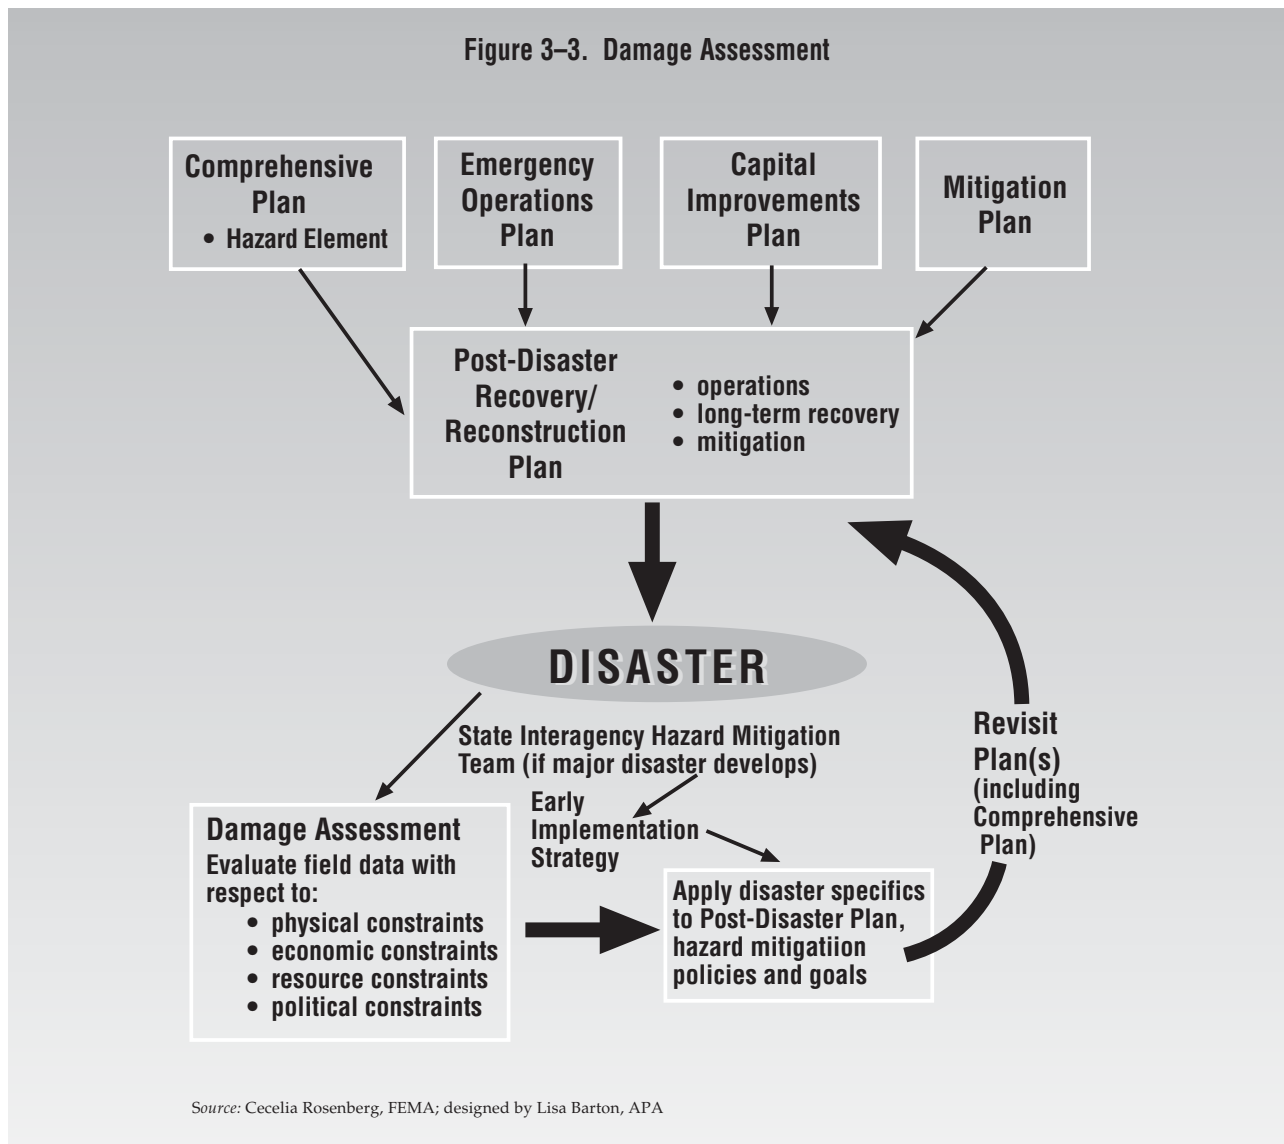 Figure 3–3. Damage Assessment
Comprehensive
Plan
• Hazard Element
Emergency
Operations
Plan
Capital
Improvements
Plan
Mitigation
Plan
Post-Disaster
Recovery/
Reconstruction
Plan
• operations
• long-term recovery
• mitigation
DISASTER
State Interagency Hazard Mitigation
Team (if major disaster develops)
Early
Implementation
Strategy
Revisit
Plan(s)
(including
Comprehensive
Plan)
Damage Assessment
Evaluate field data with
respect to:
• physical constraints
• economic constraints
• resource constraints
• political constraints
Apply disaster specifics
to Post-Disaster Plan,
hazard mitigatiion
policies and goals
Source: Cecelia Rosenberg, FEMA; designed by Lisa Barton, APA